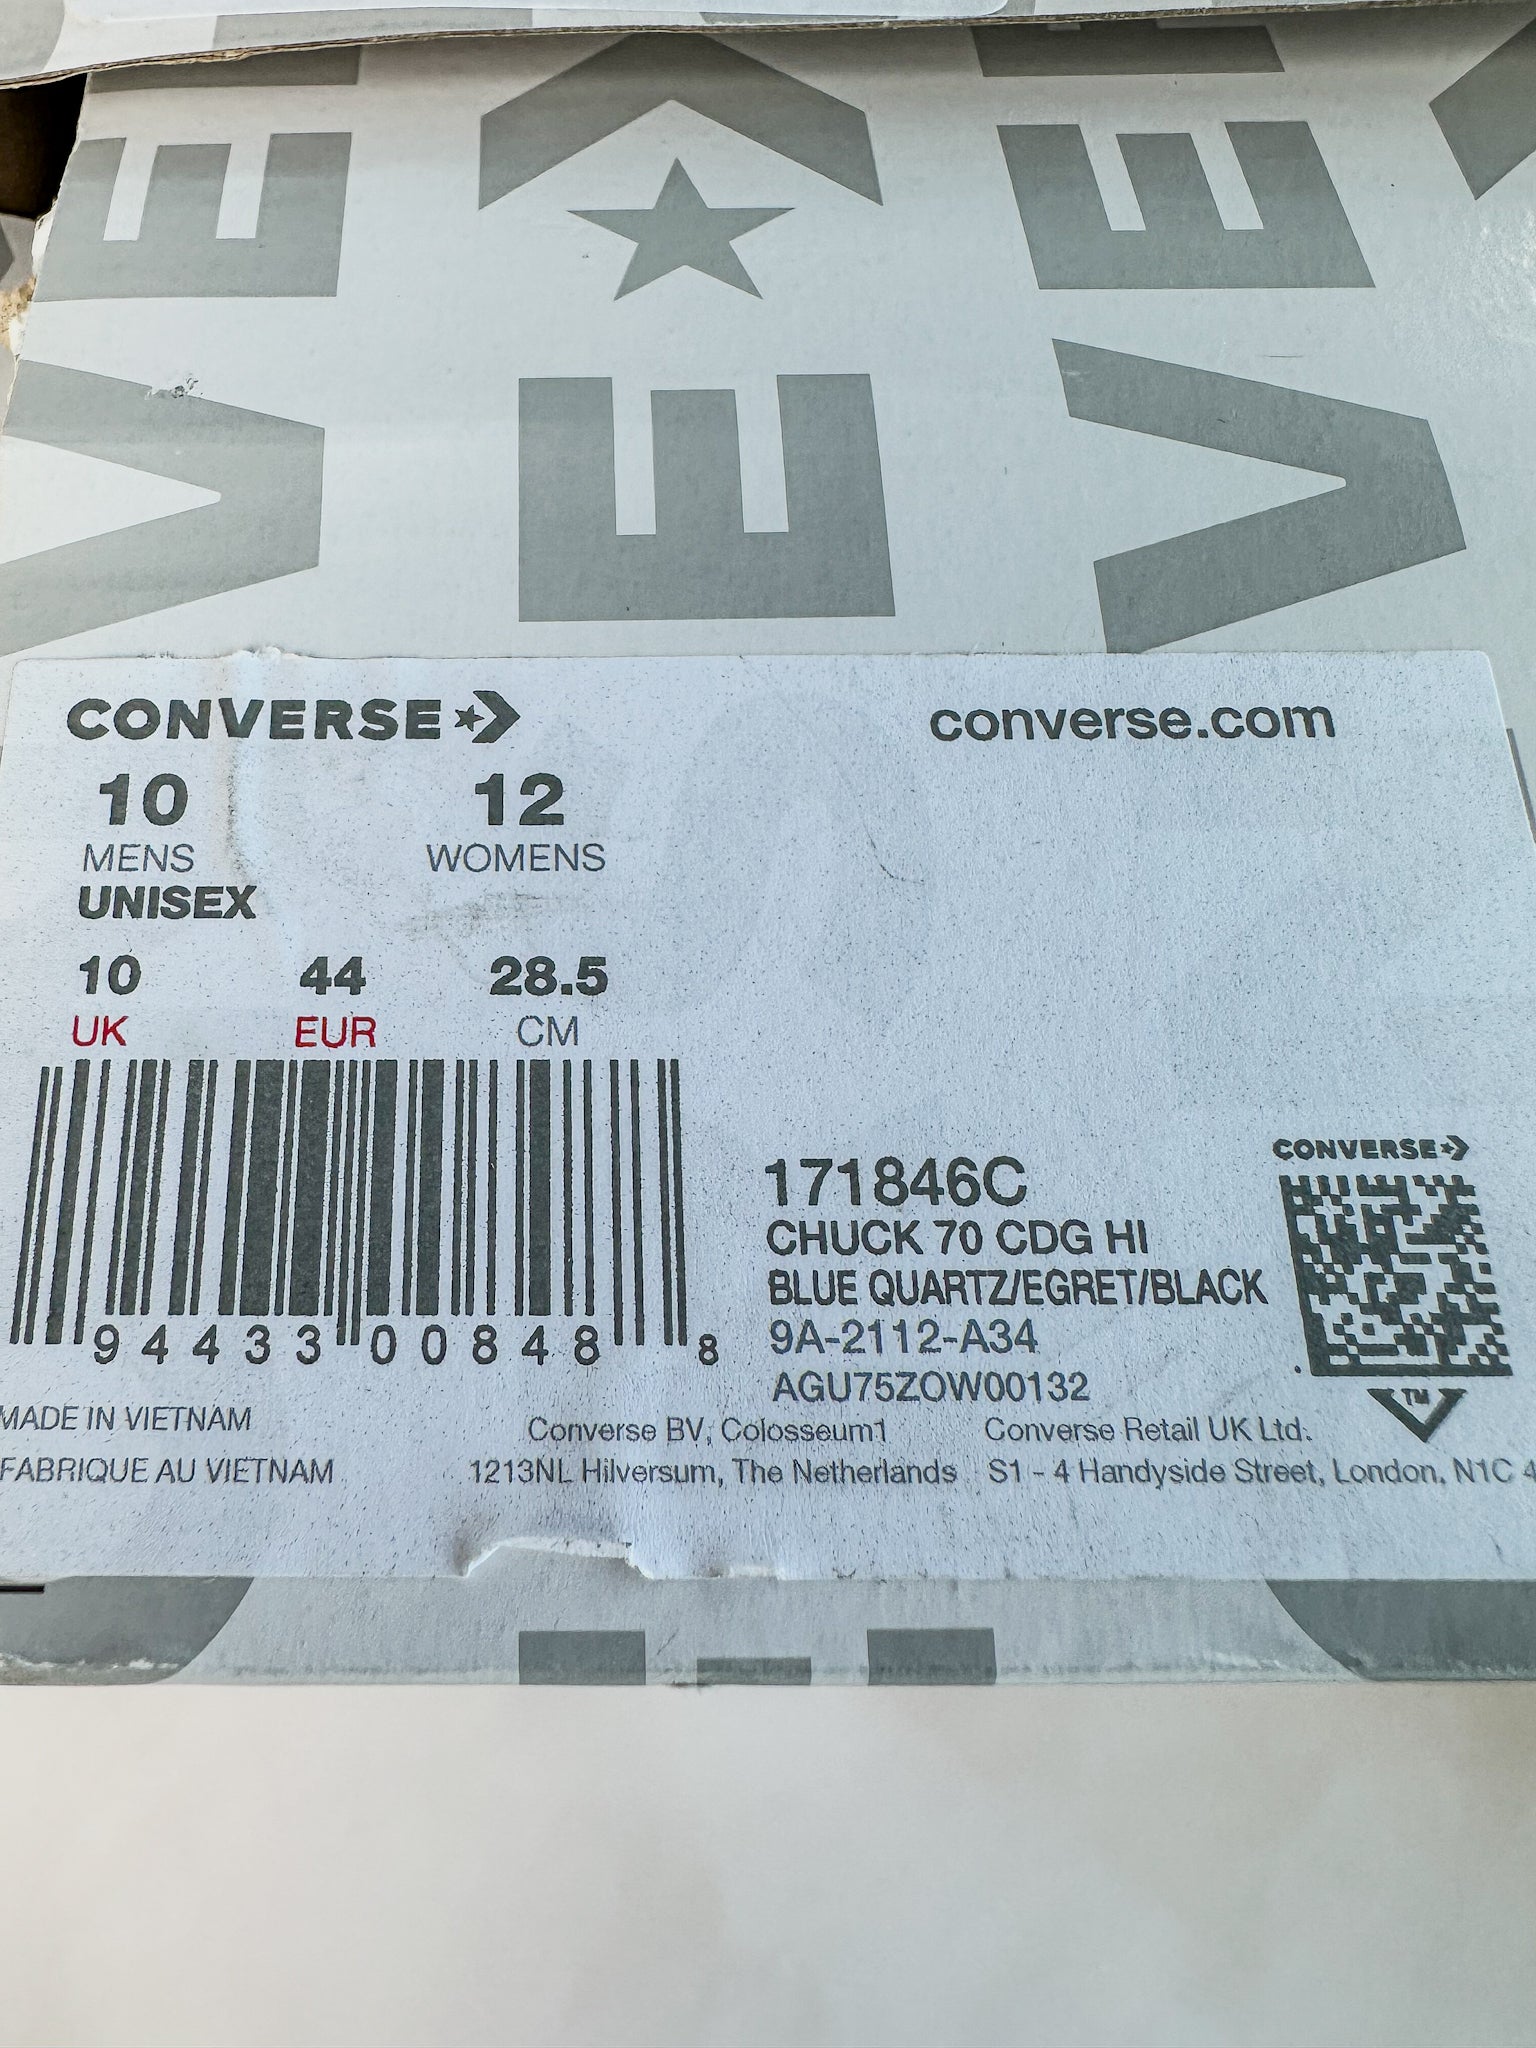 CONVERSE
converse.com
10 12
MENS WOMENS
UNISEX
10 44 28.5
UK EUR CM
94433 00848 8
CONVERSE
171846C
CHUCK 70 CDG HI
BLUE QUARTZ/EGRET/BLACK
9A-2112-A34
AGU75ZOW00132
TM
MADE IN VIETNAM
FABRIQUE AU VIETNAM
Converse BV, Colosseum1
1213NL Hilversum, The Netherlands
Converse Retail UK Ltd.
S1 - 4 Handyside Street, London, N1C 4